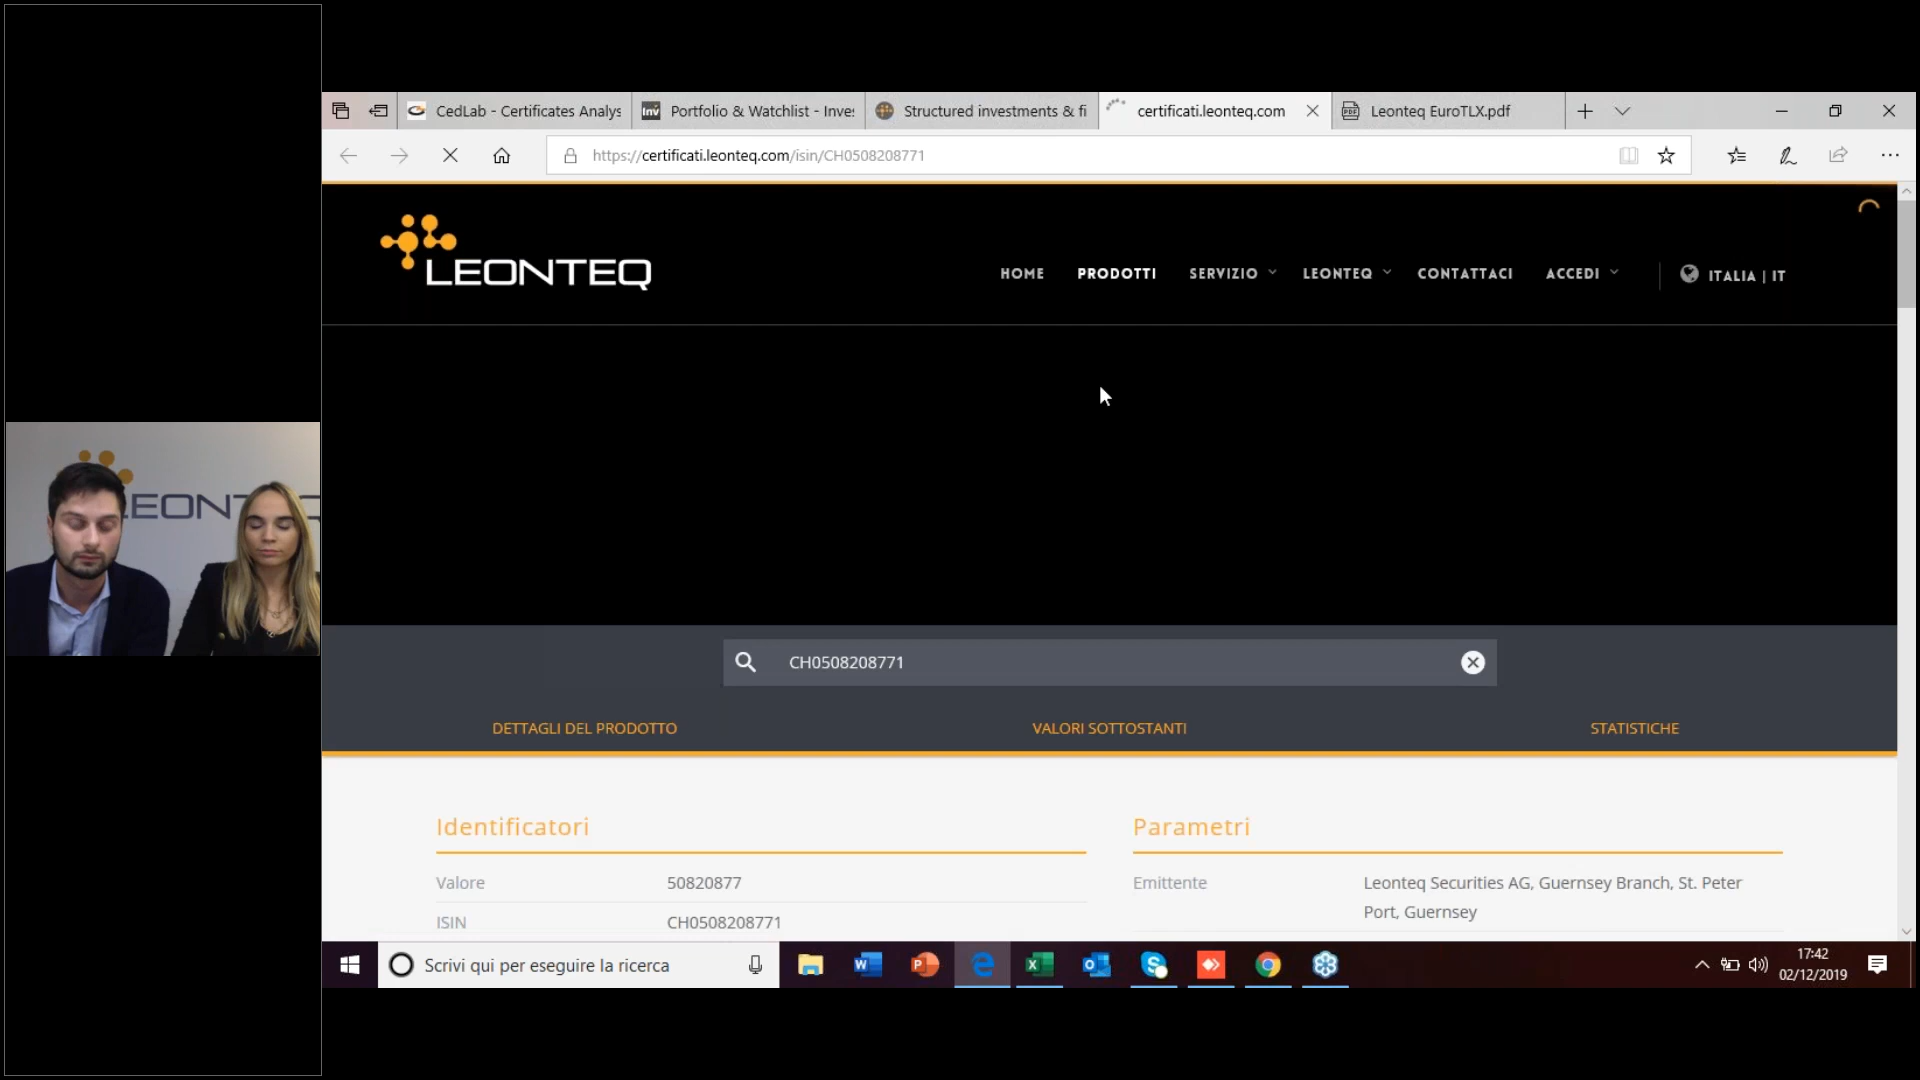 CedLab - Certificates Analys
Portfolio & Watchlist - Inve
Structured investments & fi
certificati.leonteq.com
Leonteq EuroTLX.pdf
https://certificati.leonteq.com/isin/CH0508208771
LEONTEQ
HOME
PRODOTTI
SERVIZIO
LEONTEQ
CONTATTACI
ACCEDI
ITALIA | IT
LEONTEQ
CH0508208771
DETTAGLI DEL PRODOTTO
VALORI SOTTOSTANTI
STATISTICHE
Identificatori
Valore 50820877
ISIN CH0508208771
Parametri
Emittente Leonteq Securities AG, Guernsey Branch, St. Peter
Port, Guernsey
Scrivi qui per eseguire la ricerca
17:42
02/12/2019